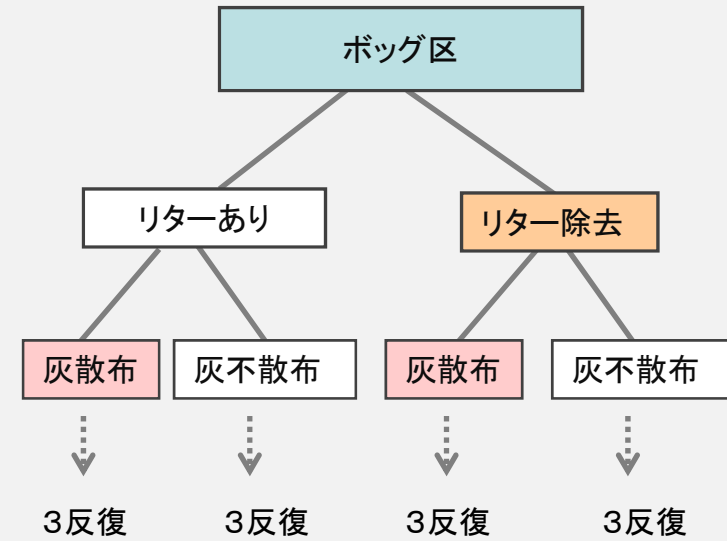 ボッグ区
リターあり
リター除去
灰散布
灰不散布
灰散布
灰不散布
３反復
３反復
３反復
３反復